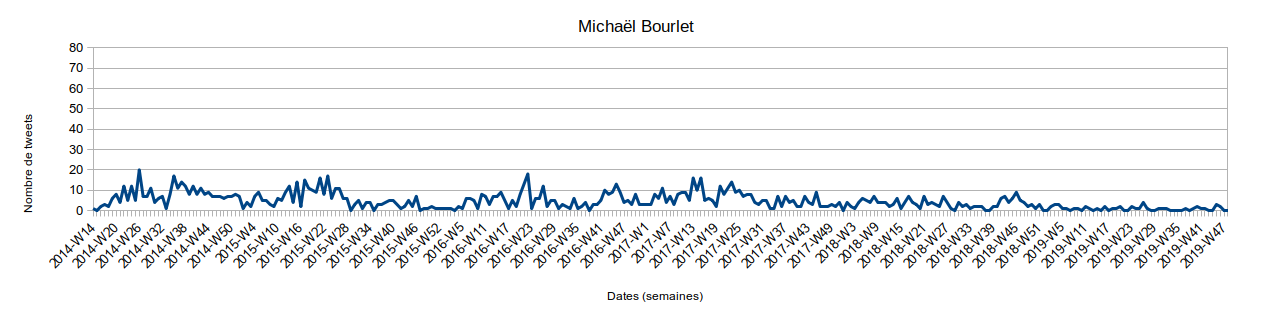 Michaël Bourlet
80
70
60
50
40
30
20
10
0
Nombre de tweets
2014-W14
2014-W20
2014-W26
2014-W32
2014-W38
2014-W44
2014-W50
2015-W4
2015-W10
2015-W16
2015-W22
2015-W28
2015-W34
2015-W40
2015-W46
2015-W52
2016-W5
2016-W11
2016-W17
2016-W23
2016-W29
2016-W35
2016-W41
2016-W47
2017-W1
2017-W7
2017-W13
2017-W19
2017-W25
2017-W31
2017-W37
2017-W43
2017-W49
2018-W3
2018-W9
2018-W15
2018-W21
2018-W27
2018-W33
2018-W39
2018-W45
2018-W51
2019-W5
2019-W11
2019-W17
2019-W23
2019-W29
2019-W35
2019-W41
2019-W47
Dates (semaines)